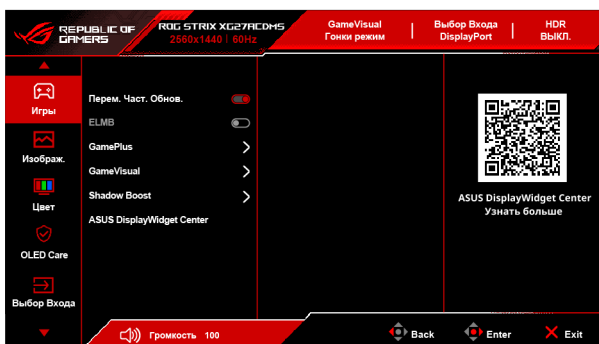 REPUBLIC OF
GAMERS
ROG STRIX XG27ACDMS
2560x1440 | 60Hz
GameVisual
Гонки режим
Выбор Входа
DisplayPort
HDR
ВЫКЛ.
Игры
Изображ.
Цвет
OLED Care
Выбор Входа
Перем. Част. Обнов.
ELMB
GamePlus
GameVisual
Shadow Boost
ASUS DisplayWidget Center
ASUS DisplayWidget Center
Узнать больше
Громкость 100
Back
Enter
Exit